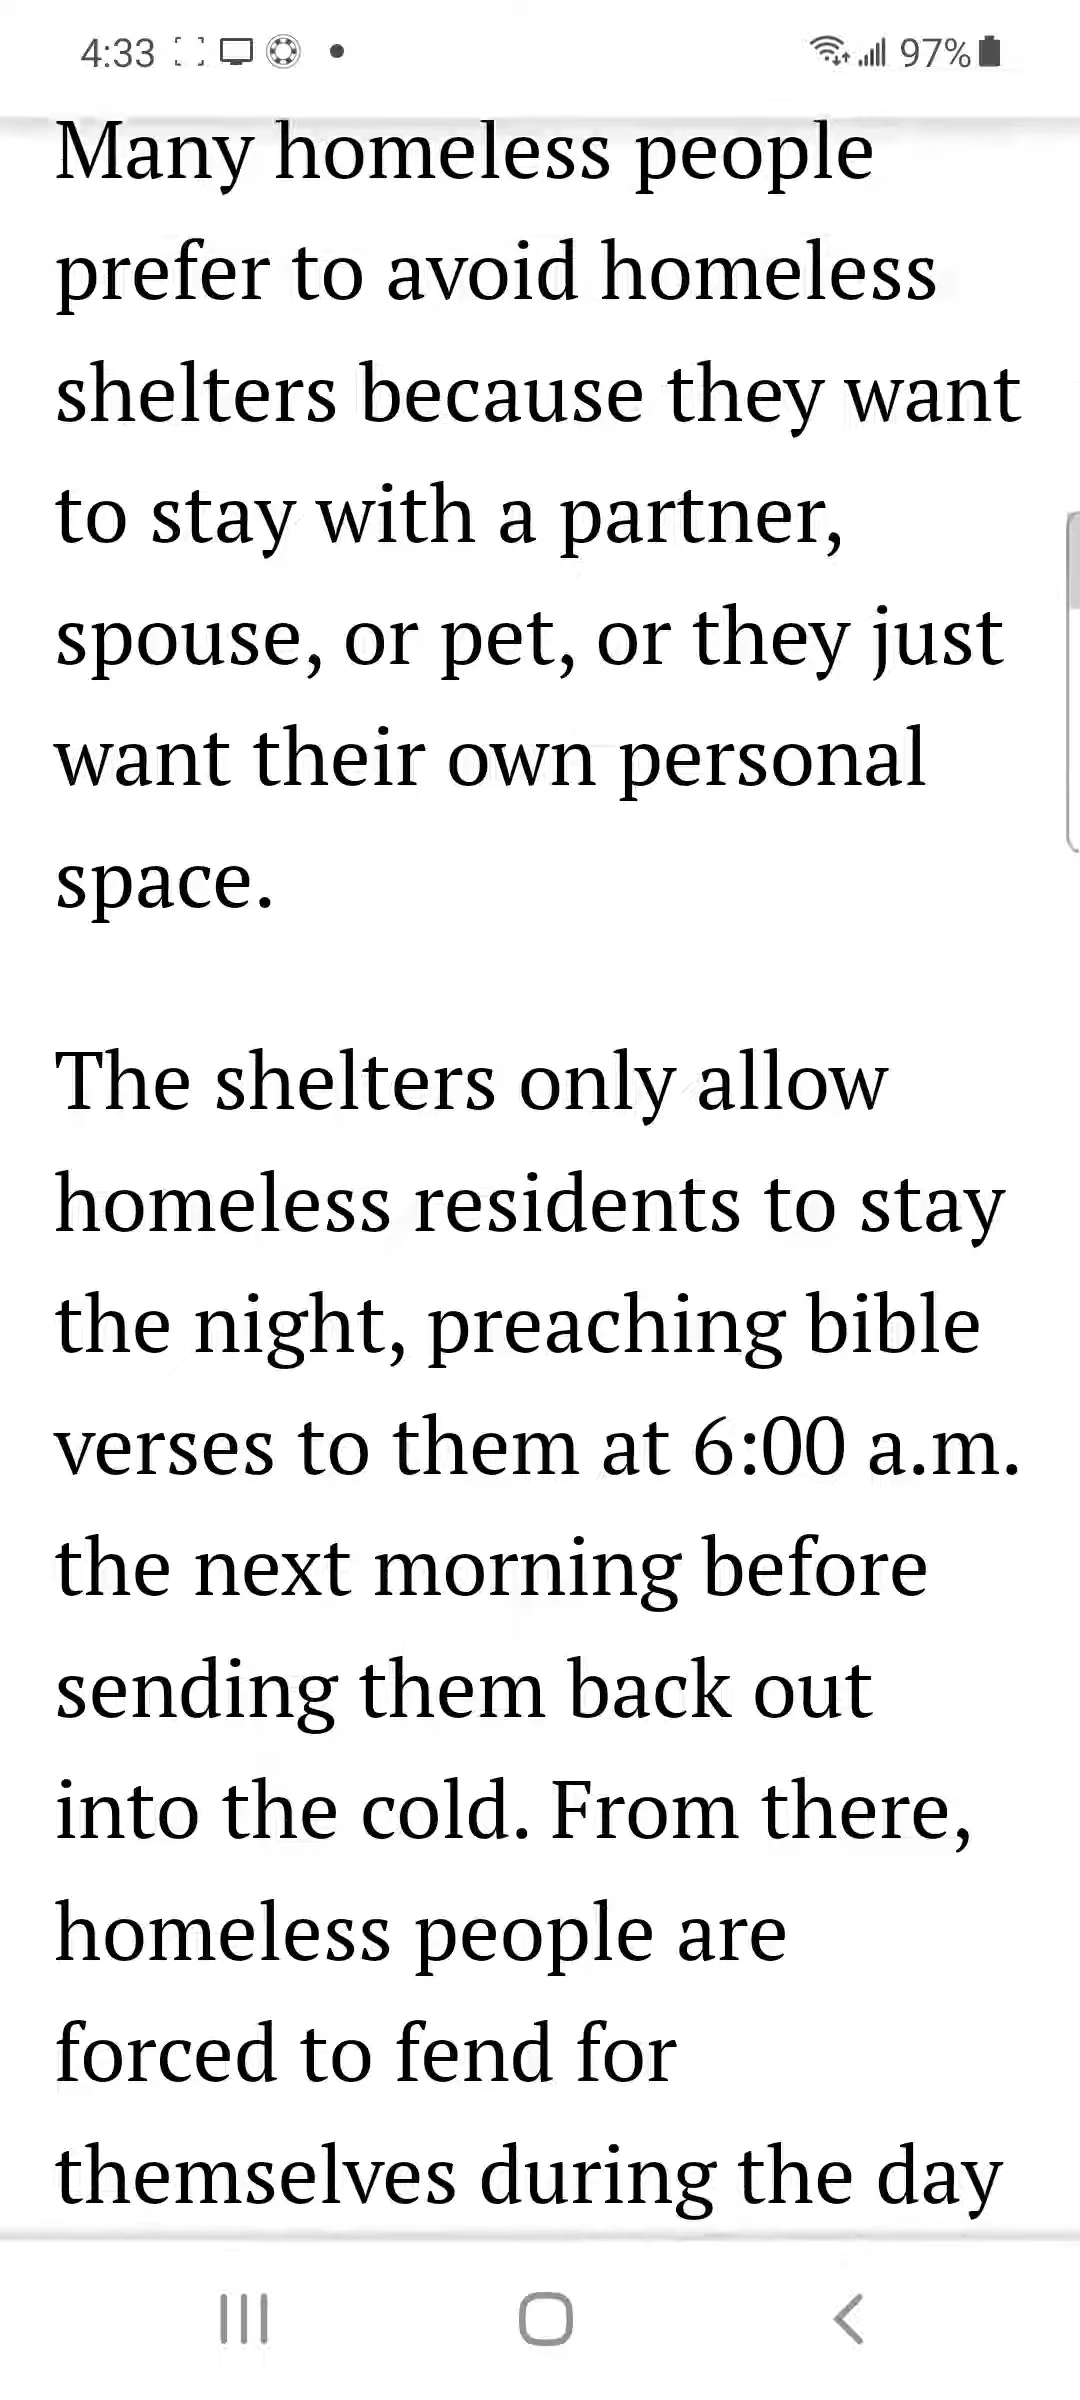 4:33
97%
Many homeless people
prefer to avoid homeless
shelters because they want
to stay with a partner,
spouse, or pet, or they just
want their own personal
space.
The shelters only allow
homeless residents to stay
the night, preaching bible
verses to them at 6:00 a.m.
the next morning before
sending them back out
into the cold. From there,
homeless people are
forced to fend for
themselves during the day